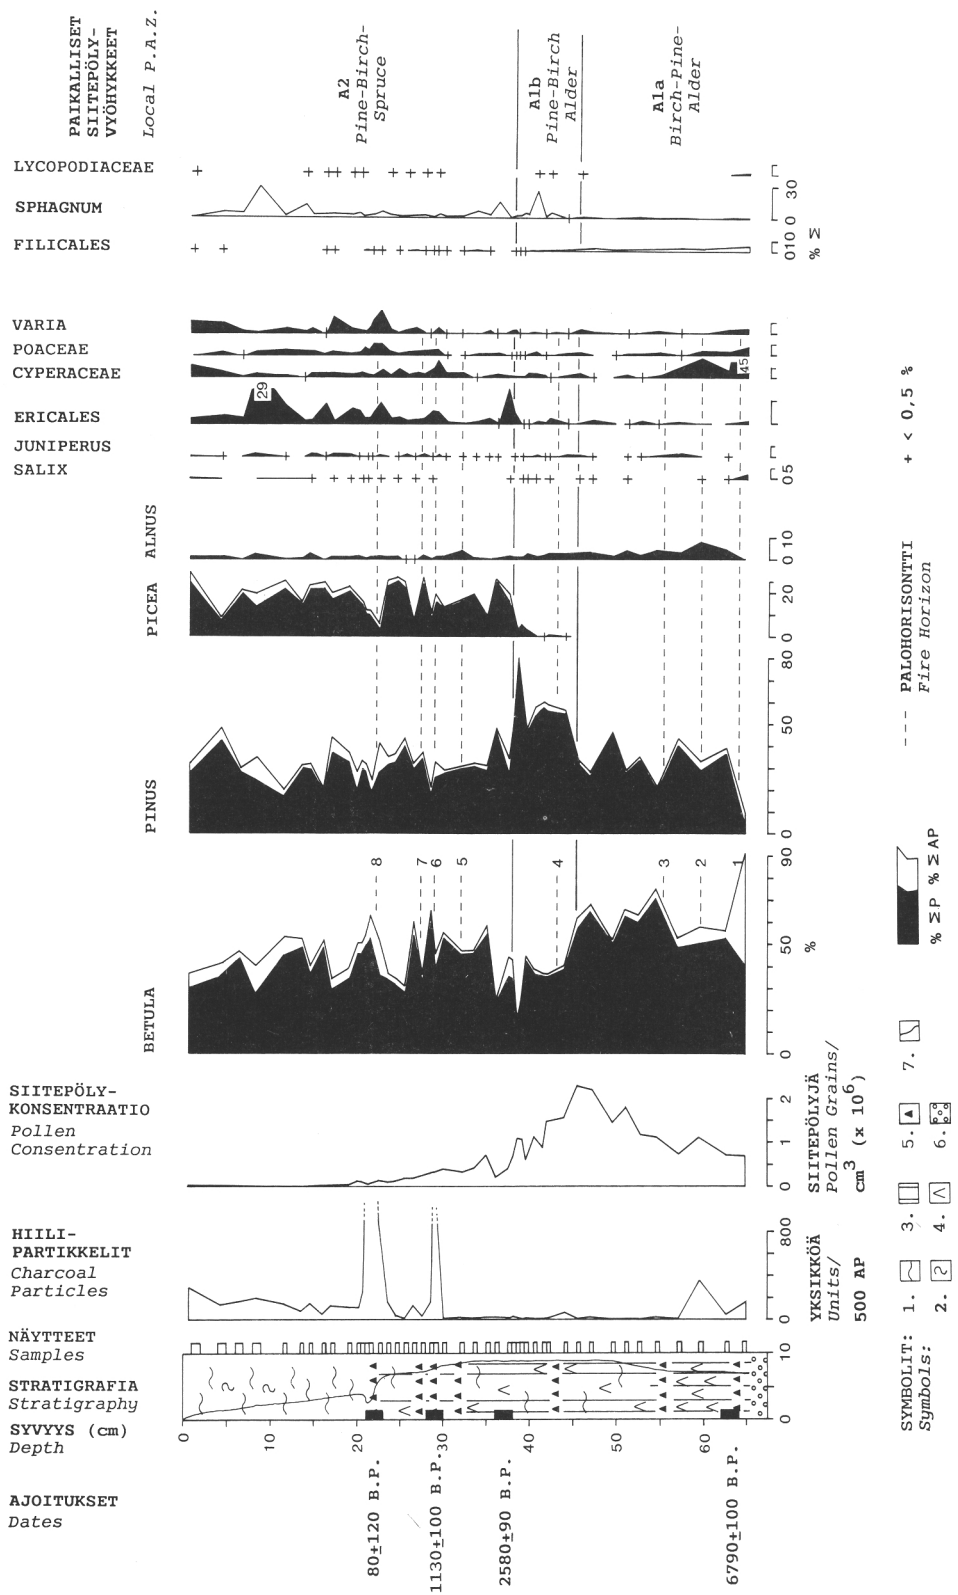 PAIKALLISET
SIITEPÖLY-
VYÖHYKKEET
Local P.A.Z.
A2
Pine-Birch-
Spruce
A1b
Pine-Birch
Alder
A1a
Birch-Pine-
Alder
LYCOPODIACEAE
SPHAGNUM
0 30
FILICALES
0 10
% Σ
VARIA
POACEAE
CYPERACEAE
45
ERICALES
29
JUNIPERUS
SALIX
0 5
+ < 0,5 %
ALNUS
0 10
PICEA
0 20
PINUS
0 50 80
PALOHORISONTTI
Fire Horizon
BETULA
8 7 6 5 4 3 2 1
0 50 90
%
% ΣP % ΣAP
SIITEPÖLY-
KONSENTRAATIO
Pollen
Consentration
0 1 2
SIITEPÖLYJÄ
Pollen Grains/
cm³ (x 10⁶)
HIILI-
PARTIKKELIT
Charcoal
Particles
0 800
YKSIKKÖÄ
Units/
500 AP
NÄYTTEET
Samples
STRATIGRAFIA
Stratigraphy
0 10
SYVYYS (cm)
Depth
0 10 20 30 40 50 60
AJOITUKSET
Dates
80±120 B.P.
1130±100 B.P.
2580±90 B.P.
6790±100 B.P.
SYMBOLIT:
Symbols:
1. 3. 5. 7.
2. 4. 6.